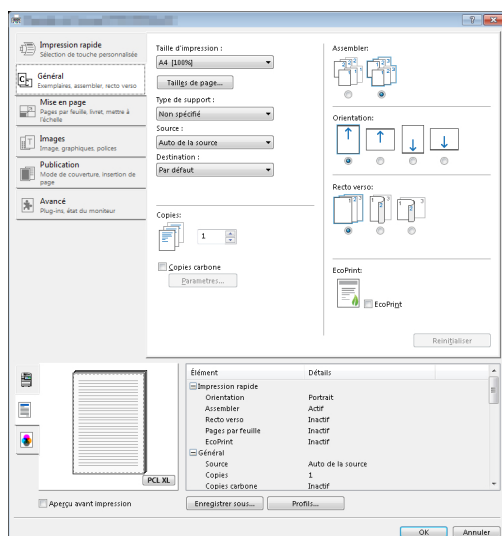 Impression rapide
Sélection de touche personnalisée
Général
Exemplaires, assembler, recto verso
Mise en page
Pages par feuille, livret, mettre à
l'échelle
Images
Image, graphiques, polices
Publication
Mode de couverture, insertion de
page
Avancé
Plug-ins, état du moniteur
Taille d'impression :
A4 [100%]
Tailles de page...
Type de support :
Non spécifié
Source :
Auto de la source
Destination :
Par défaut
Copies:
1
Copies carbone
Parametres...
Assembler:
Orientation:
Recto verso:
EcoPrint:
EcoPrint
Reinitialiser
PCL XL
Aperçu avant impression
Élément Détails
Impression rapide
Orientation Portrait
Assembler Actif
Recto verso Inactif
Pages par feuille Inactif
EcoPrint Inactif
Général
Source Auto de la source
Copies 1
Copies carbone Inactif
Enregistrer sous... Profils...
OK Annuler